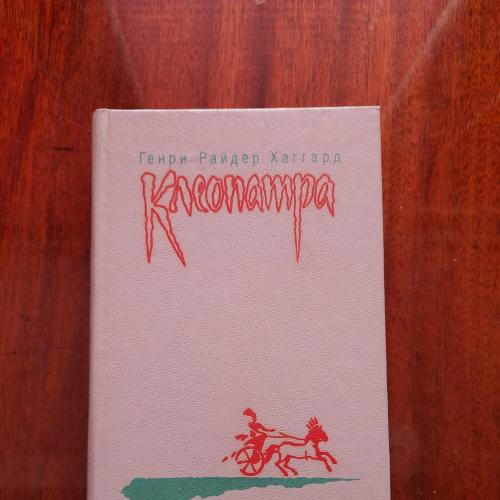 Генри Райдер Хаггард
Клеопатра